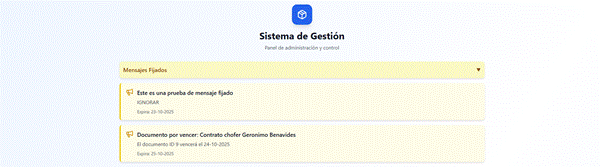 Sistema de Gestión
Panel de administración y control
Mensajes Fijados
Este es una prueba de mensaje fijado
IGNORAR
Expira: 23-10-2025
Documento por vencer: Contrato chofer Geronimo Benavides
El documento ID 9 vencerá el 24-10-2025
Expira: 25-10-2025